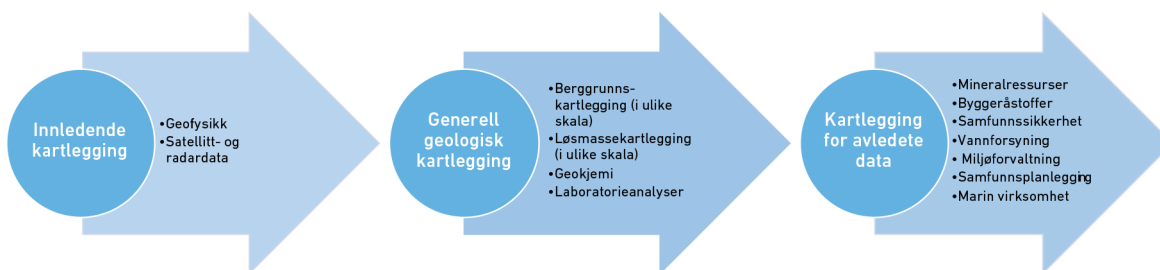 Innledende
kartlegging
•Geofysikk
•Satellitt- og
radardata
Generell
geologisk
kartlegging
•Berggrunns-
kartlegging (i ulike
skala)
•Løsmassekartlegging
(i ulike skala)
•Geokjemi
•Laboratorieanalyser
Kartlegging
for avledete
data
•Mineralressurser
•Byggeråstoffer
•Samfunnssikkerhet
•Vannforsyning
• Miljøforvaltning
•Samfunnsplanlegging
•Marin virksomhet